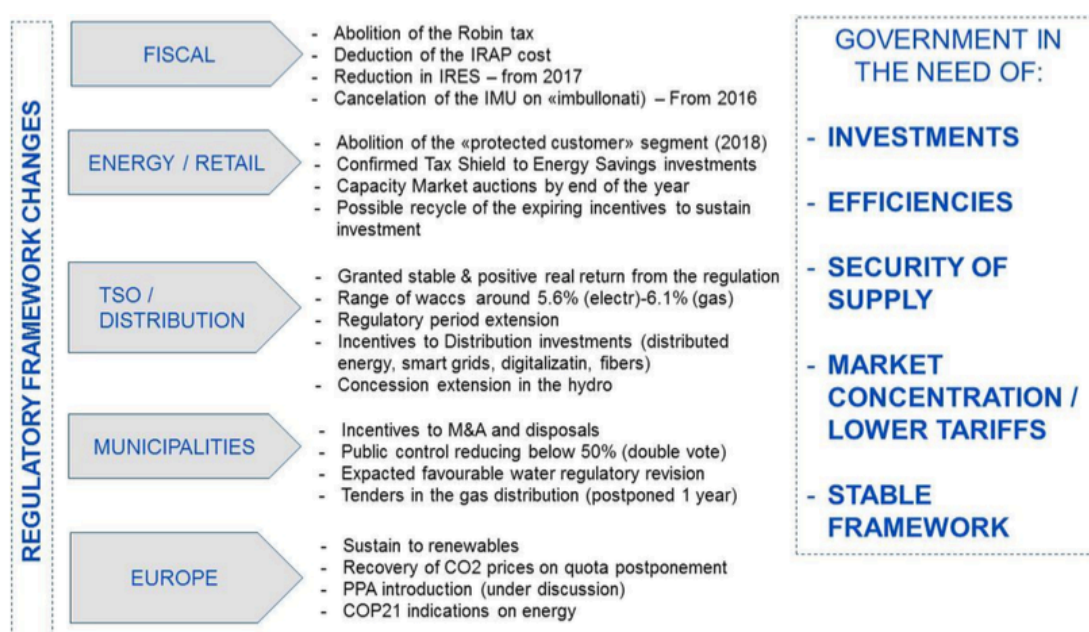 REGULATORY FRAMEWORK CHANGES
FISCAL
- Abolition of the Robin tax
- Deduction of the IRAP cost
- Reduction in IRES – from 2017
- Cancelation of the IMU on «imbullonati) – From 2016
ENERGY / RETAIL
- Abolition of the «protected customer» segment (2018)
- Confirmed Tax Shield to Energy Savings investments
- Capacity Market auctions by end of the year
- Possible recycle of the expiring incentives to sustain
investment
TSO /
DISTRIBUTION
- Granted stable & positive real return from the regulation
- Range of waccs around 5.6% (electr)-6.1% (gas)
- Regulatory period extension
- Incentives to Distribution investments (distributed
energy, smart grids, digitalizatin, fibers)
- Concession extension in the hydro
MUNICIPALITIES
- Incentives to M&A and disposals
- Public control reducing below 50% (double vote)
- Expacted favourable water regulatory revision
- Tenders in the gas distribution (postponed 1 year)
EUROPE
- Sustain to renewables
- Recovery of CO2 prices on quota postponement
- PPA introduction (under discussion)
- COP21 indications on energy
GOVERNMENT IN
THE NEED OF:
- INVESTMENTS
- EFFICIENCIES
- SECURITY OF
SUPPLY
- MARKET
CONCENTRATION /
LOWER TARIFFS
- STABLE
FRAMEWORK